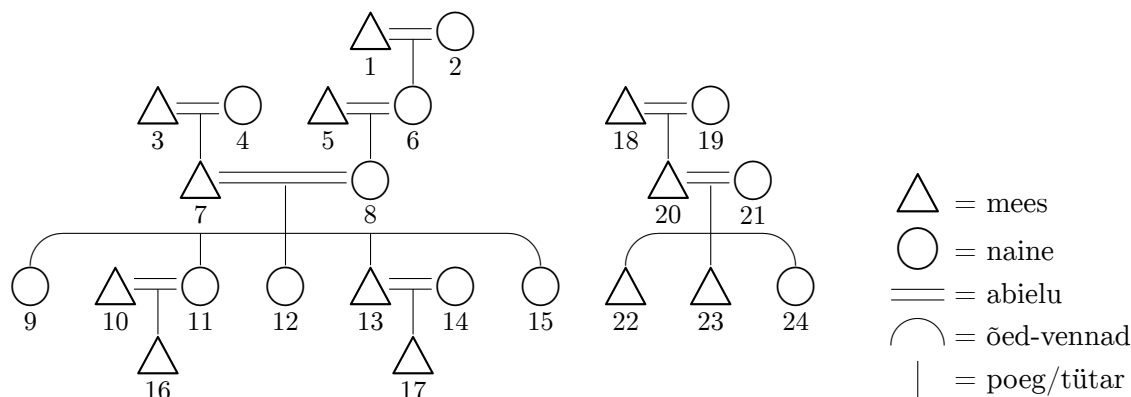 1 2
3 4 5 6 18 19
7 8 20 21
9 10 11 12 13 14 15 22 23 24
16 17
= mees
= naine
= abielu
= õed-vennad
= poeg/tütar